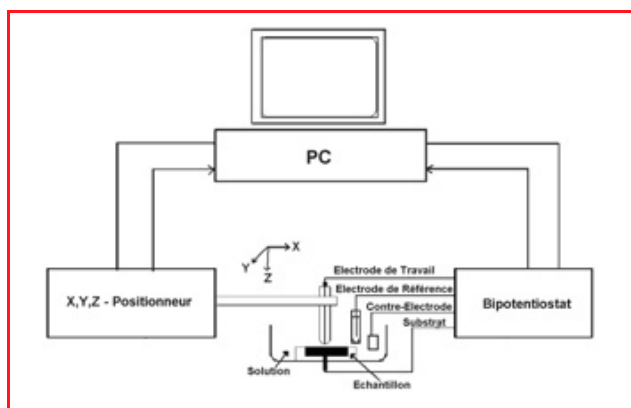 PC
X
Y
Z
Electrode de Travail
Electrode de Référence
Contre-Electrode
Substrat
X,Y,Z - Positionneur
Bipotentiostat
Solution
Echantillon